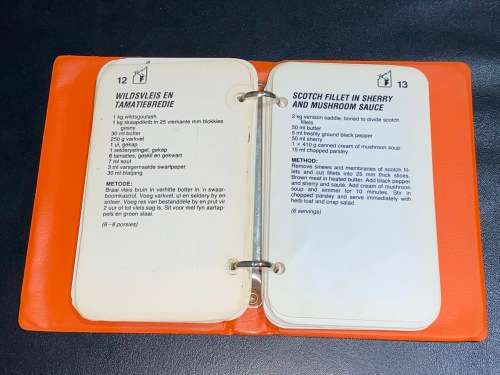 12
WILDSVLEIS EN
TAMATIEBREDIE
1 kg wildsgoulash
1 kg skaapdikrib in 25 vierkante mm blokkies
gesny
30 ml butter
250 g varkvet
1 ui, gekap
1 selderystingel, gekap
6 tamaties, geskil en gekwart
7 ml sout
3 ml varsgemaalde swartpeper
30 ml blatjang
METODE:
Braai vleis bruin in verhitte botter in 'n swaar-
boomkastrol. Voeg varkvet, ui en seldery by en
stel weer. Voeg res van bestanddele by en prut vir
2 uur of tot vleis sag is. Sit voor met fyn aartap-
pels en groen slaai.
(6–8 porsies)
13
SCOTCH FILLET IN SHERRY
AND MUSHROOM SAUCE
2 kg venison saddle, boned to divide scotch
fillets
50 ml butter
5 ml freshly ground black pepper
50 ml sherry
1 × 410 g canned cream of mushroom soup
15 ml chopped parsley
METHOD:
Remove sinews and membranes of scotch fil-
lets and cut fillets into 25 mm thick slices.
Brown meat in heated butter. Add black pepper
and sherry and saute. Add cream of mushroom
soup and simmer for 10 minutes. Stir in
chopped parsley and serve immediately with
herb loaf and crisp salad.
(6 servings)